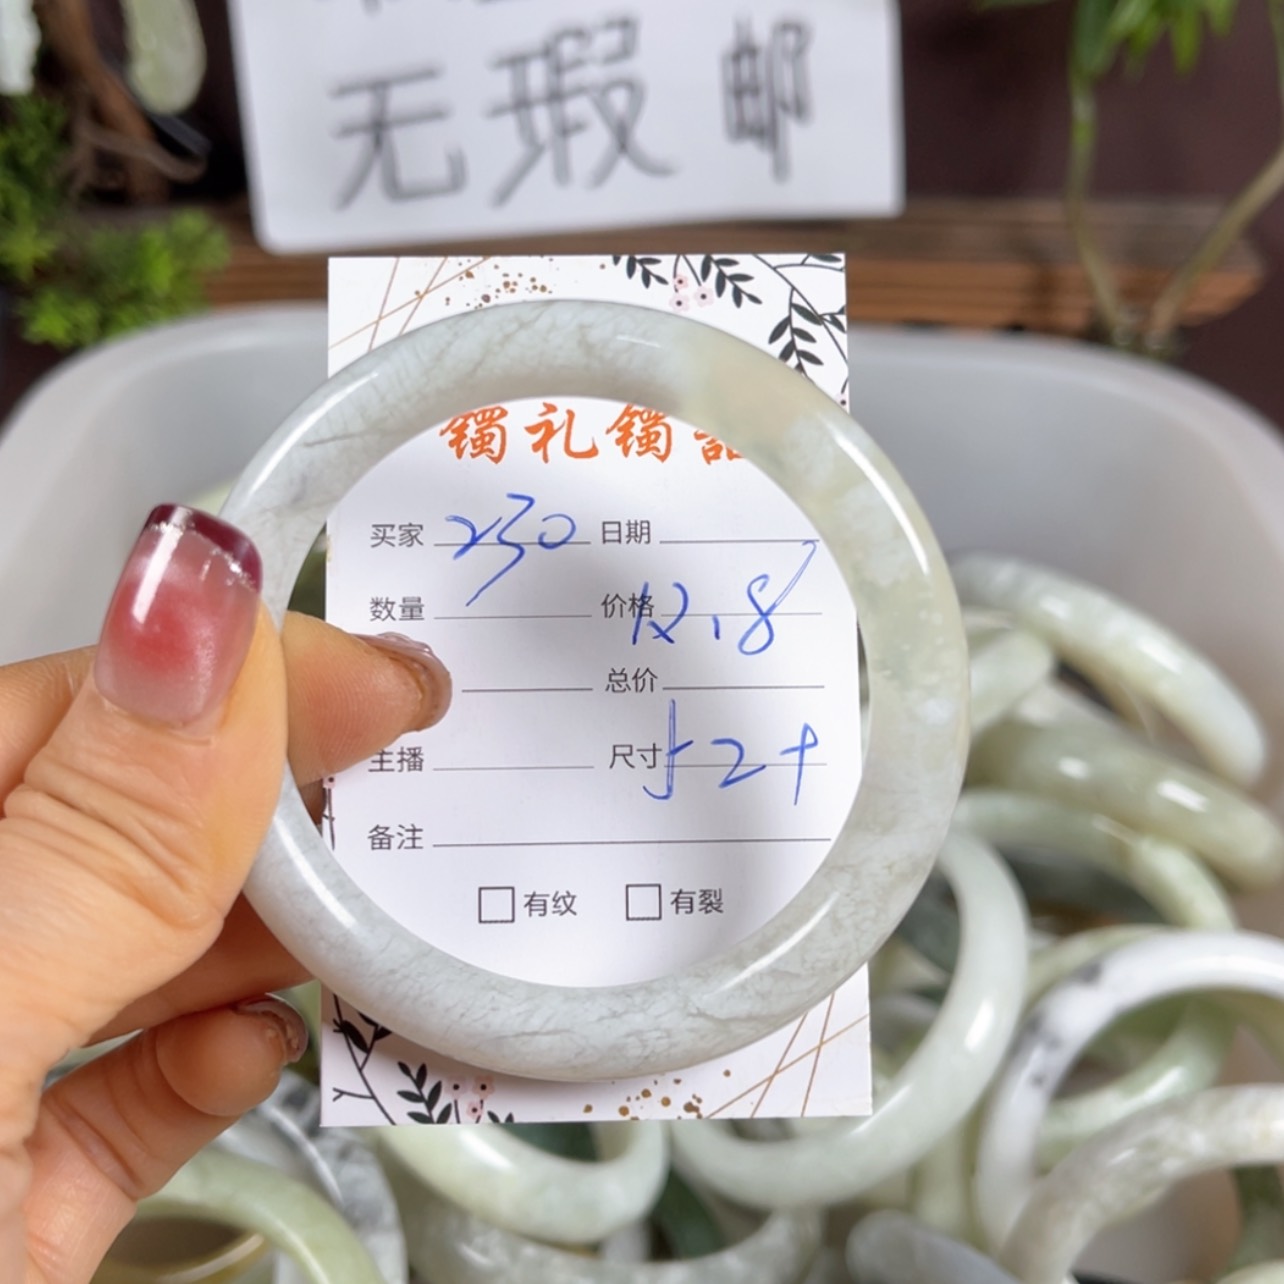 无瑕 邮
镯礼镯
买家 230 日期
数量 价格 12.8
总价
主播 尺寸 52+
备注
□有纹 □有裂